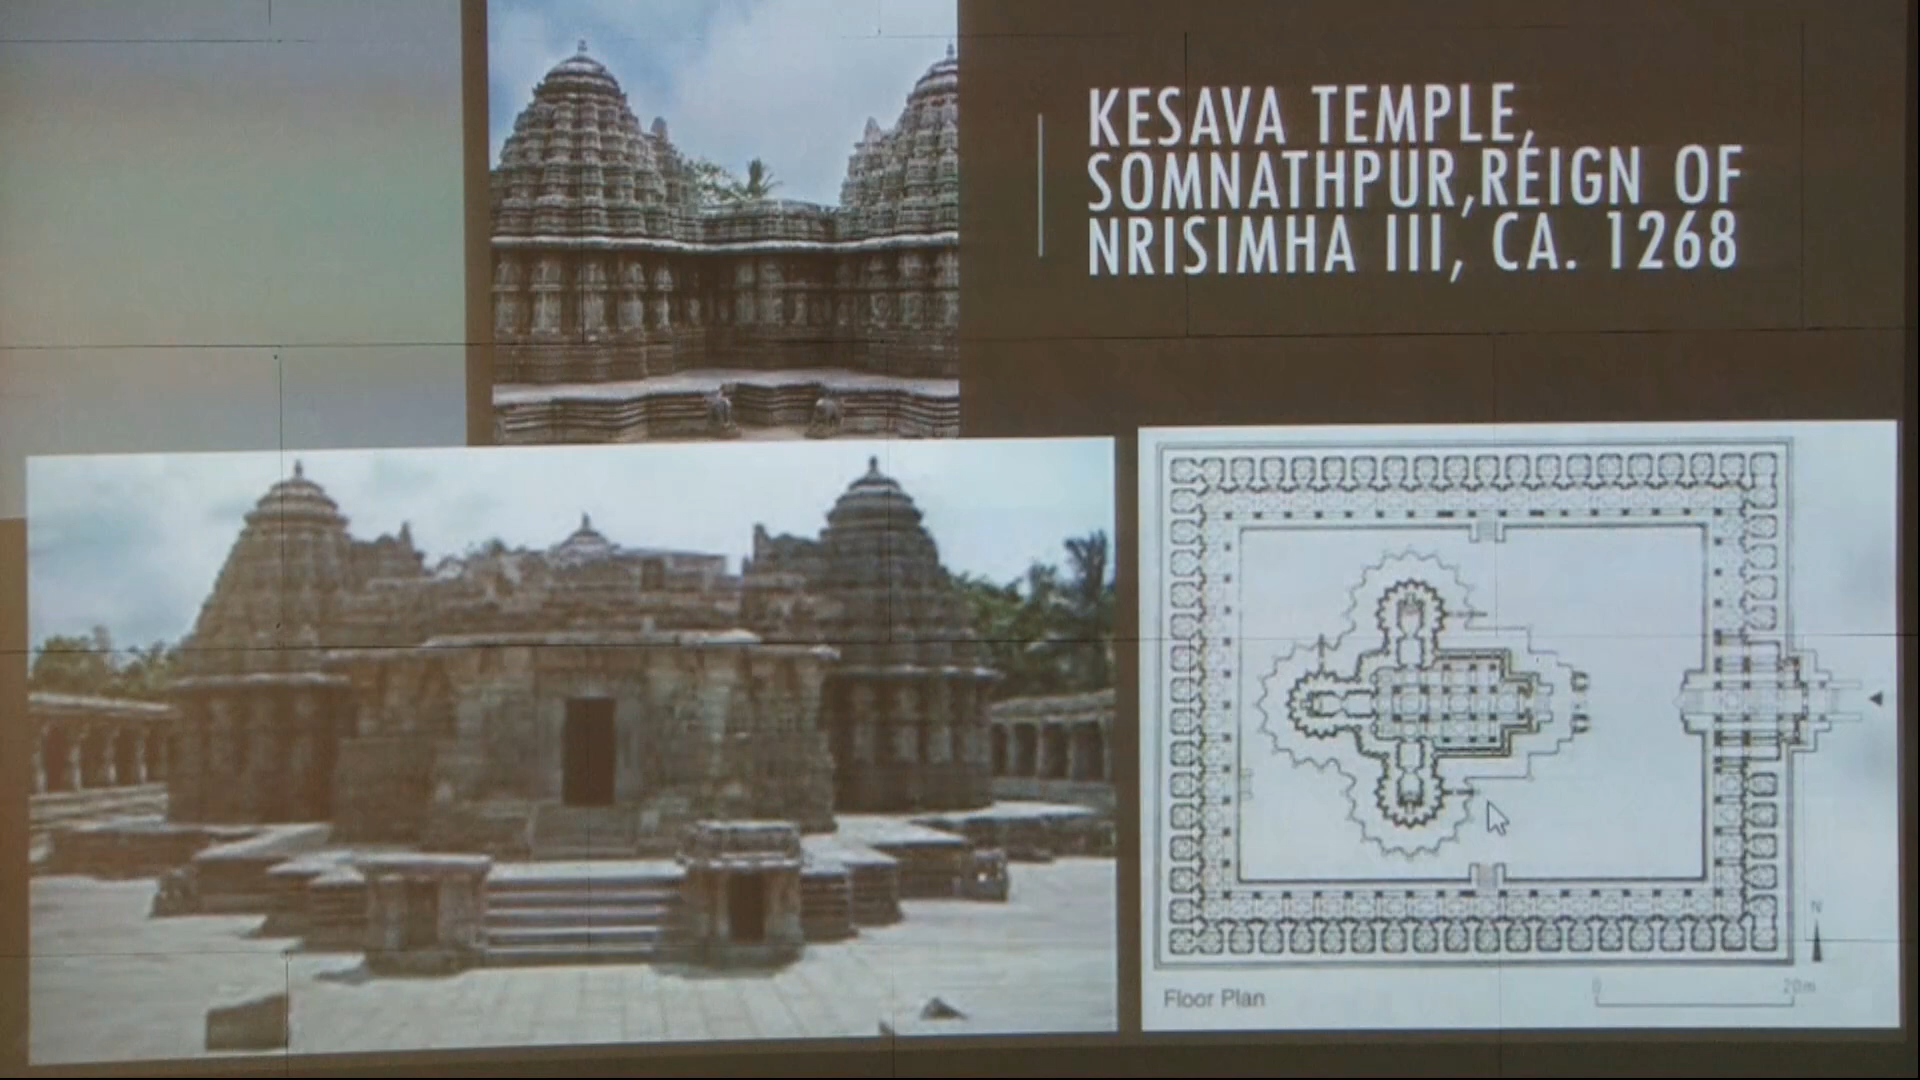 KESAVA TEMPLE,
SOMNATHPUR,REIGN OF
NRISIMHA III, CA. 1268
N
Floor Plan
0 20m